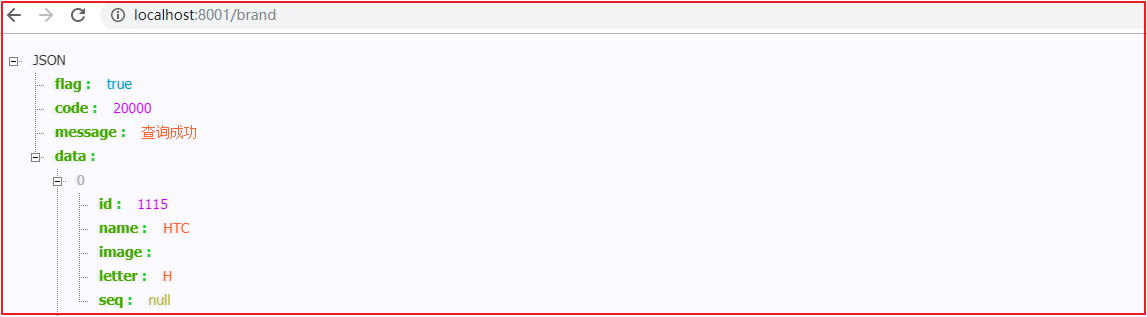 localhost:8001/brand
JSON
flag : true
code : 20000
message : 查询成功
data :
0
id : 1115
name : HTC
image :
letter : H
seq : null